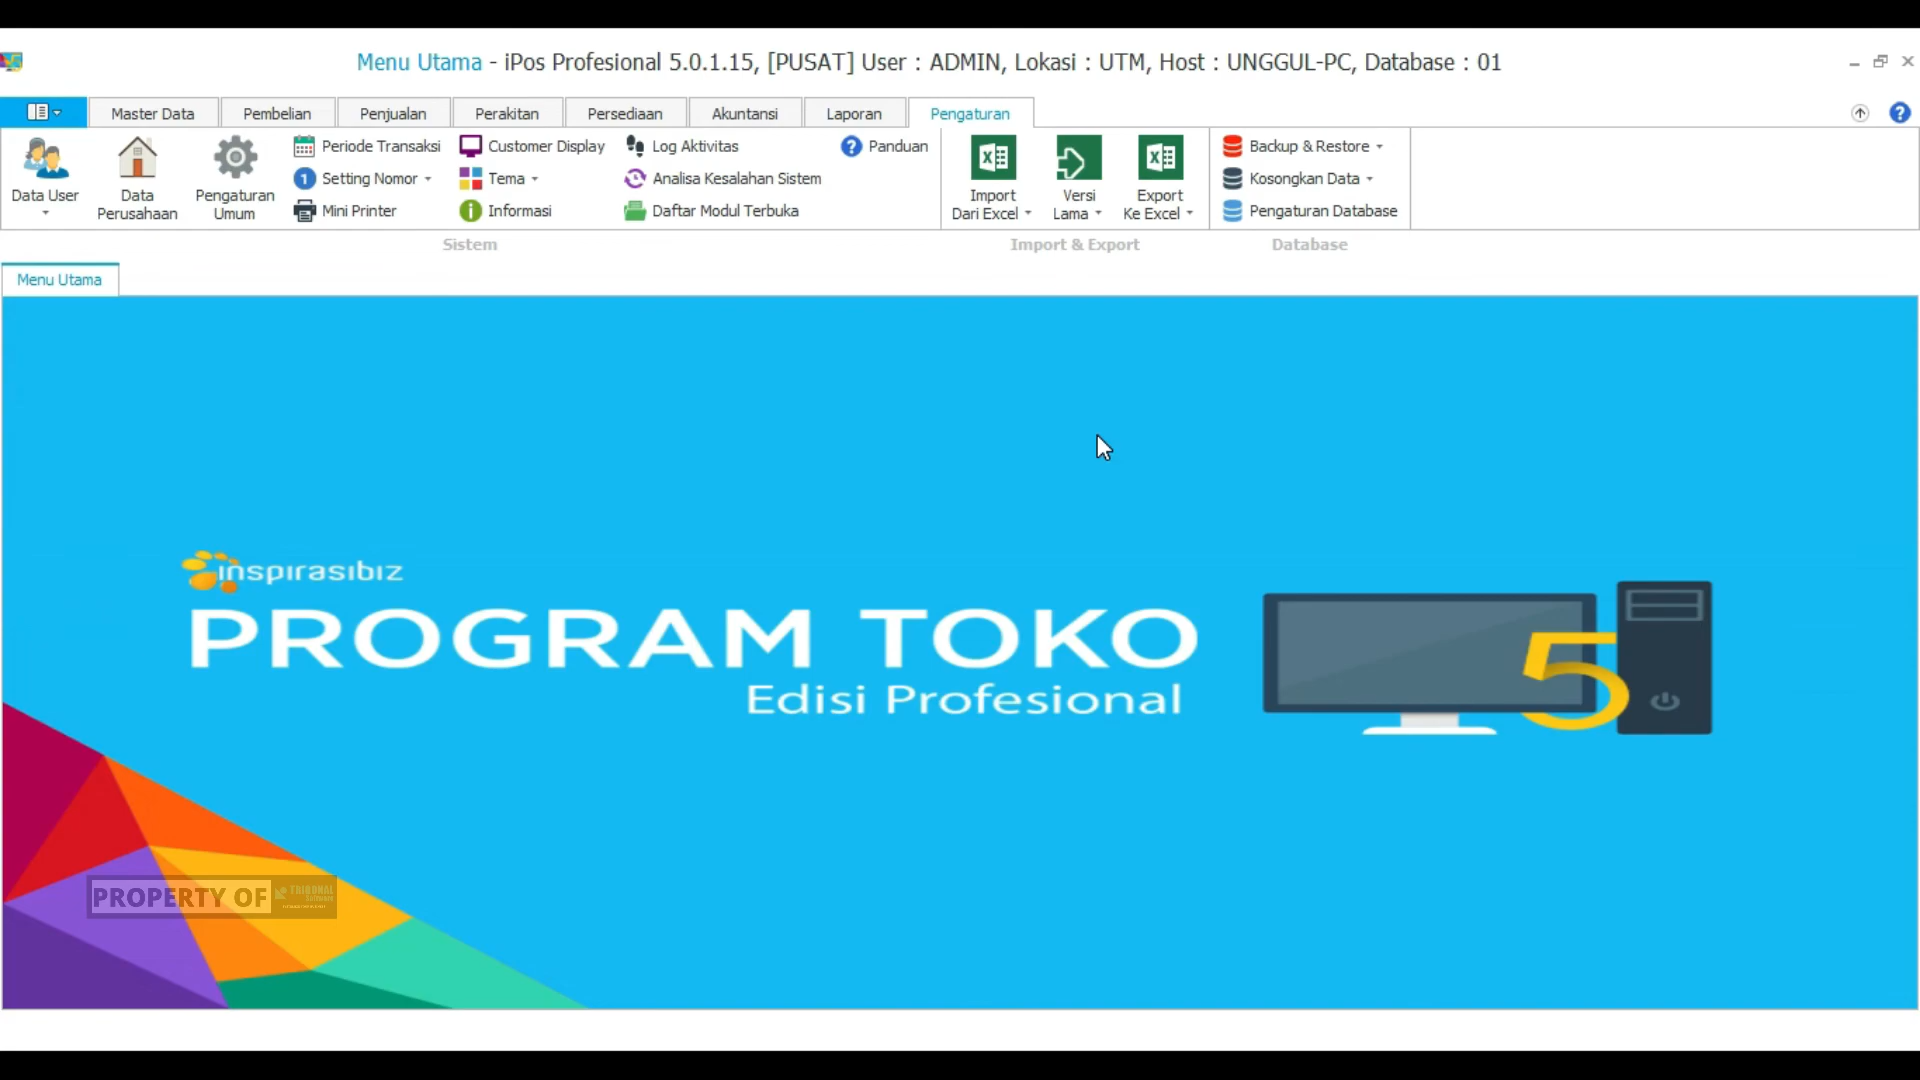 Menu Utama - iPos Profesional 5.0.1.15, [PUSAT] User : ADMIN, Lokasi : UTM, Host : UNGGUL-PC, Database : 01
Master Data
Pembelian
Penjualan
Perakitan
Persediaan
Akuntansi
Laporan
Pengaturan
Data User
Data
Perusahaan
Pengaturan
Umum
Periode Transaksi
Setting Nomor
Mini Printer
Customer Display
Tema
Informasi
Log Aktivitas
Analisa Kesalahan Sistem
Daftar Modul Terbuka
Panduan
Sistem
Import
Dari Excel
Versi
Lama
Export
Ke Excel
Import & Export
Backup & Restore
Kosongkan Data
Pengaturan Database
Database
Menu Utama
inspirasibiz
PROGRAM TOKO
Edisi Profesional
5
PROPERTY OF